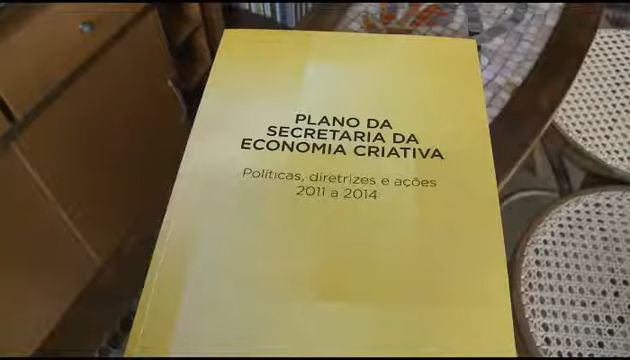 PLANO DA
SECRETARIA DA
ECONOMIA CRIATIVA
Políticas, diretrizes e ações
2011 a 2014